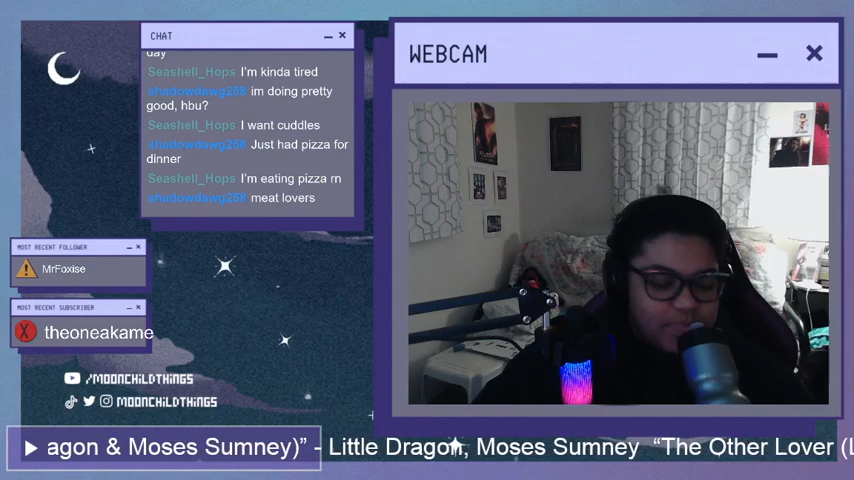 CHAT
day
Seashell_Hops I'm kinda tired
shadowdawg258 im doing pretty
good, hbu?
Seashell_Hops I want cuddles
shadowdawg258 Just had pizza for
dinner
Seashell_Hops I'm eating pizza rn
shadowdawg258 meat lovers
WEBCAM
MOST RECENT FOLLOWER
MrFoxise
MOST RECENT SUBSCRIBER
theoneakame
/MOONCHILDTHINGS
MOONCHILDTHINGS
agon & Moses Sumney)” - Little Dragon, Moses Sumney “The Other Lover (L